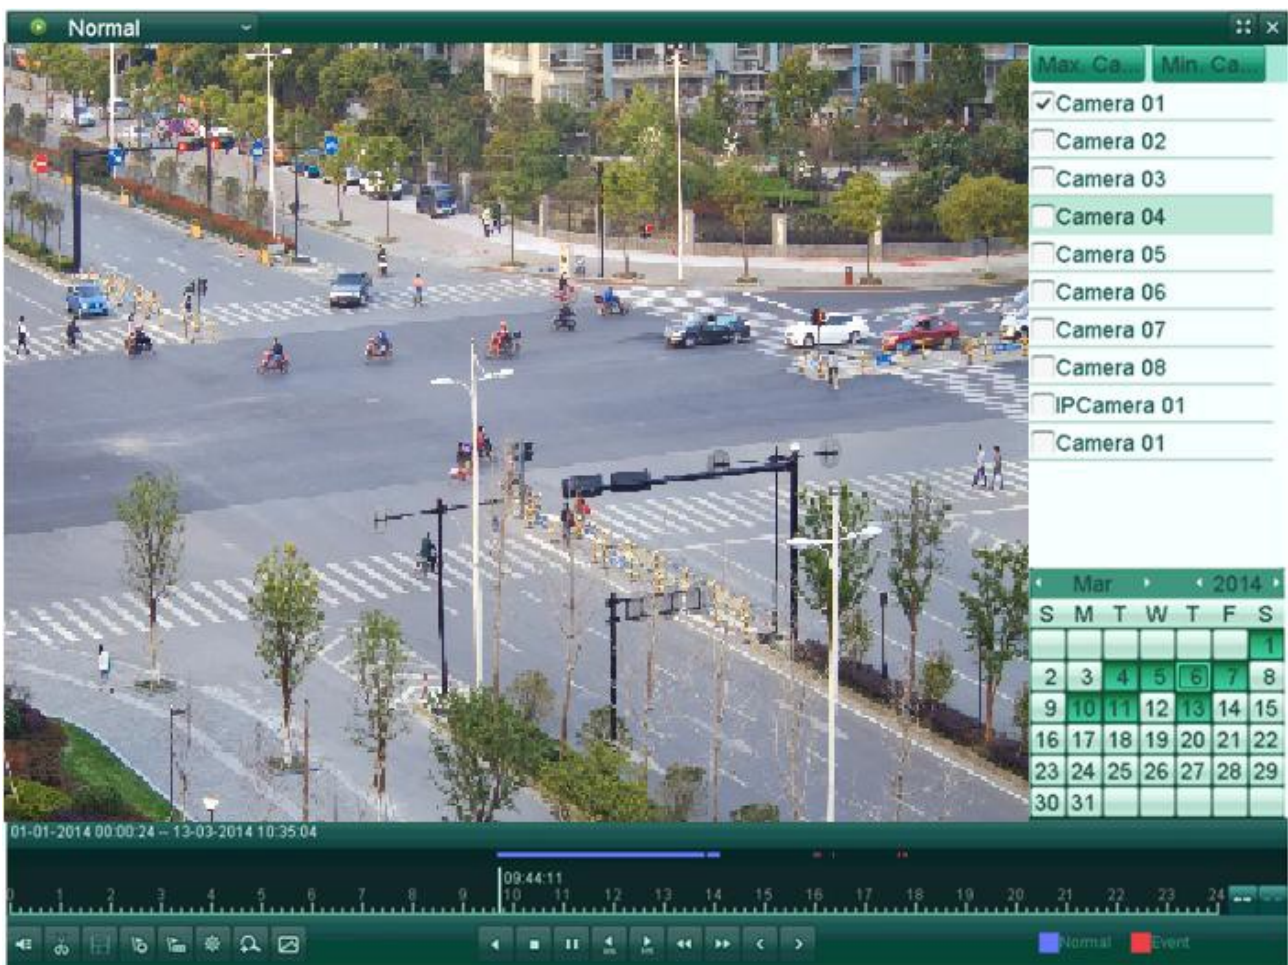 Normal
Max. Ca... Min. Ca...
Camera 01
Camera 02
Camera 03
Camera 04
Camera 05
Camera 06
Camera 07
Camera 08
IPCamera 01
Camera 01
Mar 2014
S M T W T F S
1
2 3 4 5 6 7 8
9 10 11 12 13 14 15
16 17 18 19 20 21 22
23 24 25 26 27 28 29
30 31
01-01-2014 00:00:24 -- 13-03-2014 10:35:04
09:44:11
0 1 2 3 4 5 6 7 8 9 10 11 12 13 14 15 16 17 18 19 20 21 22 23 24
Normal Event